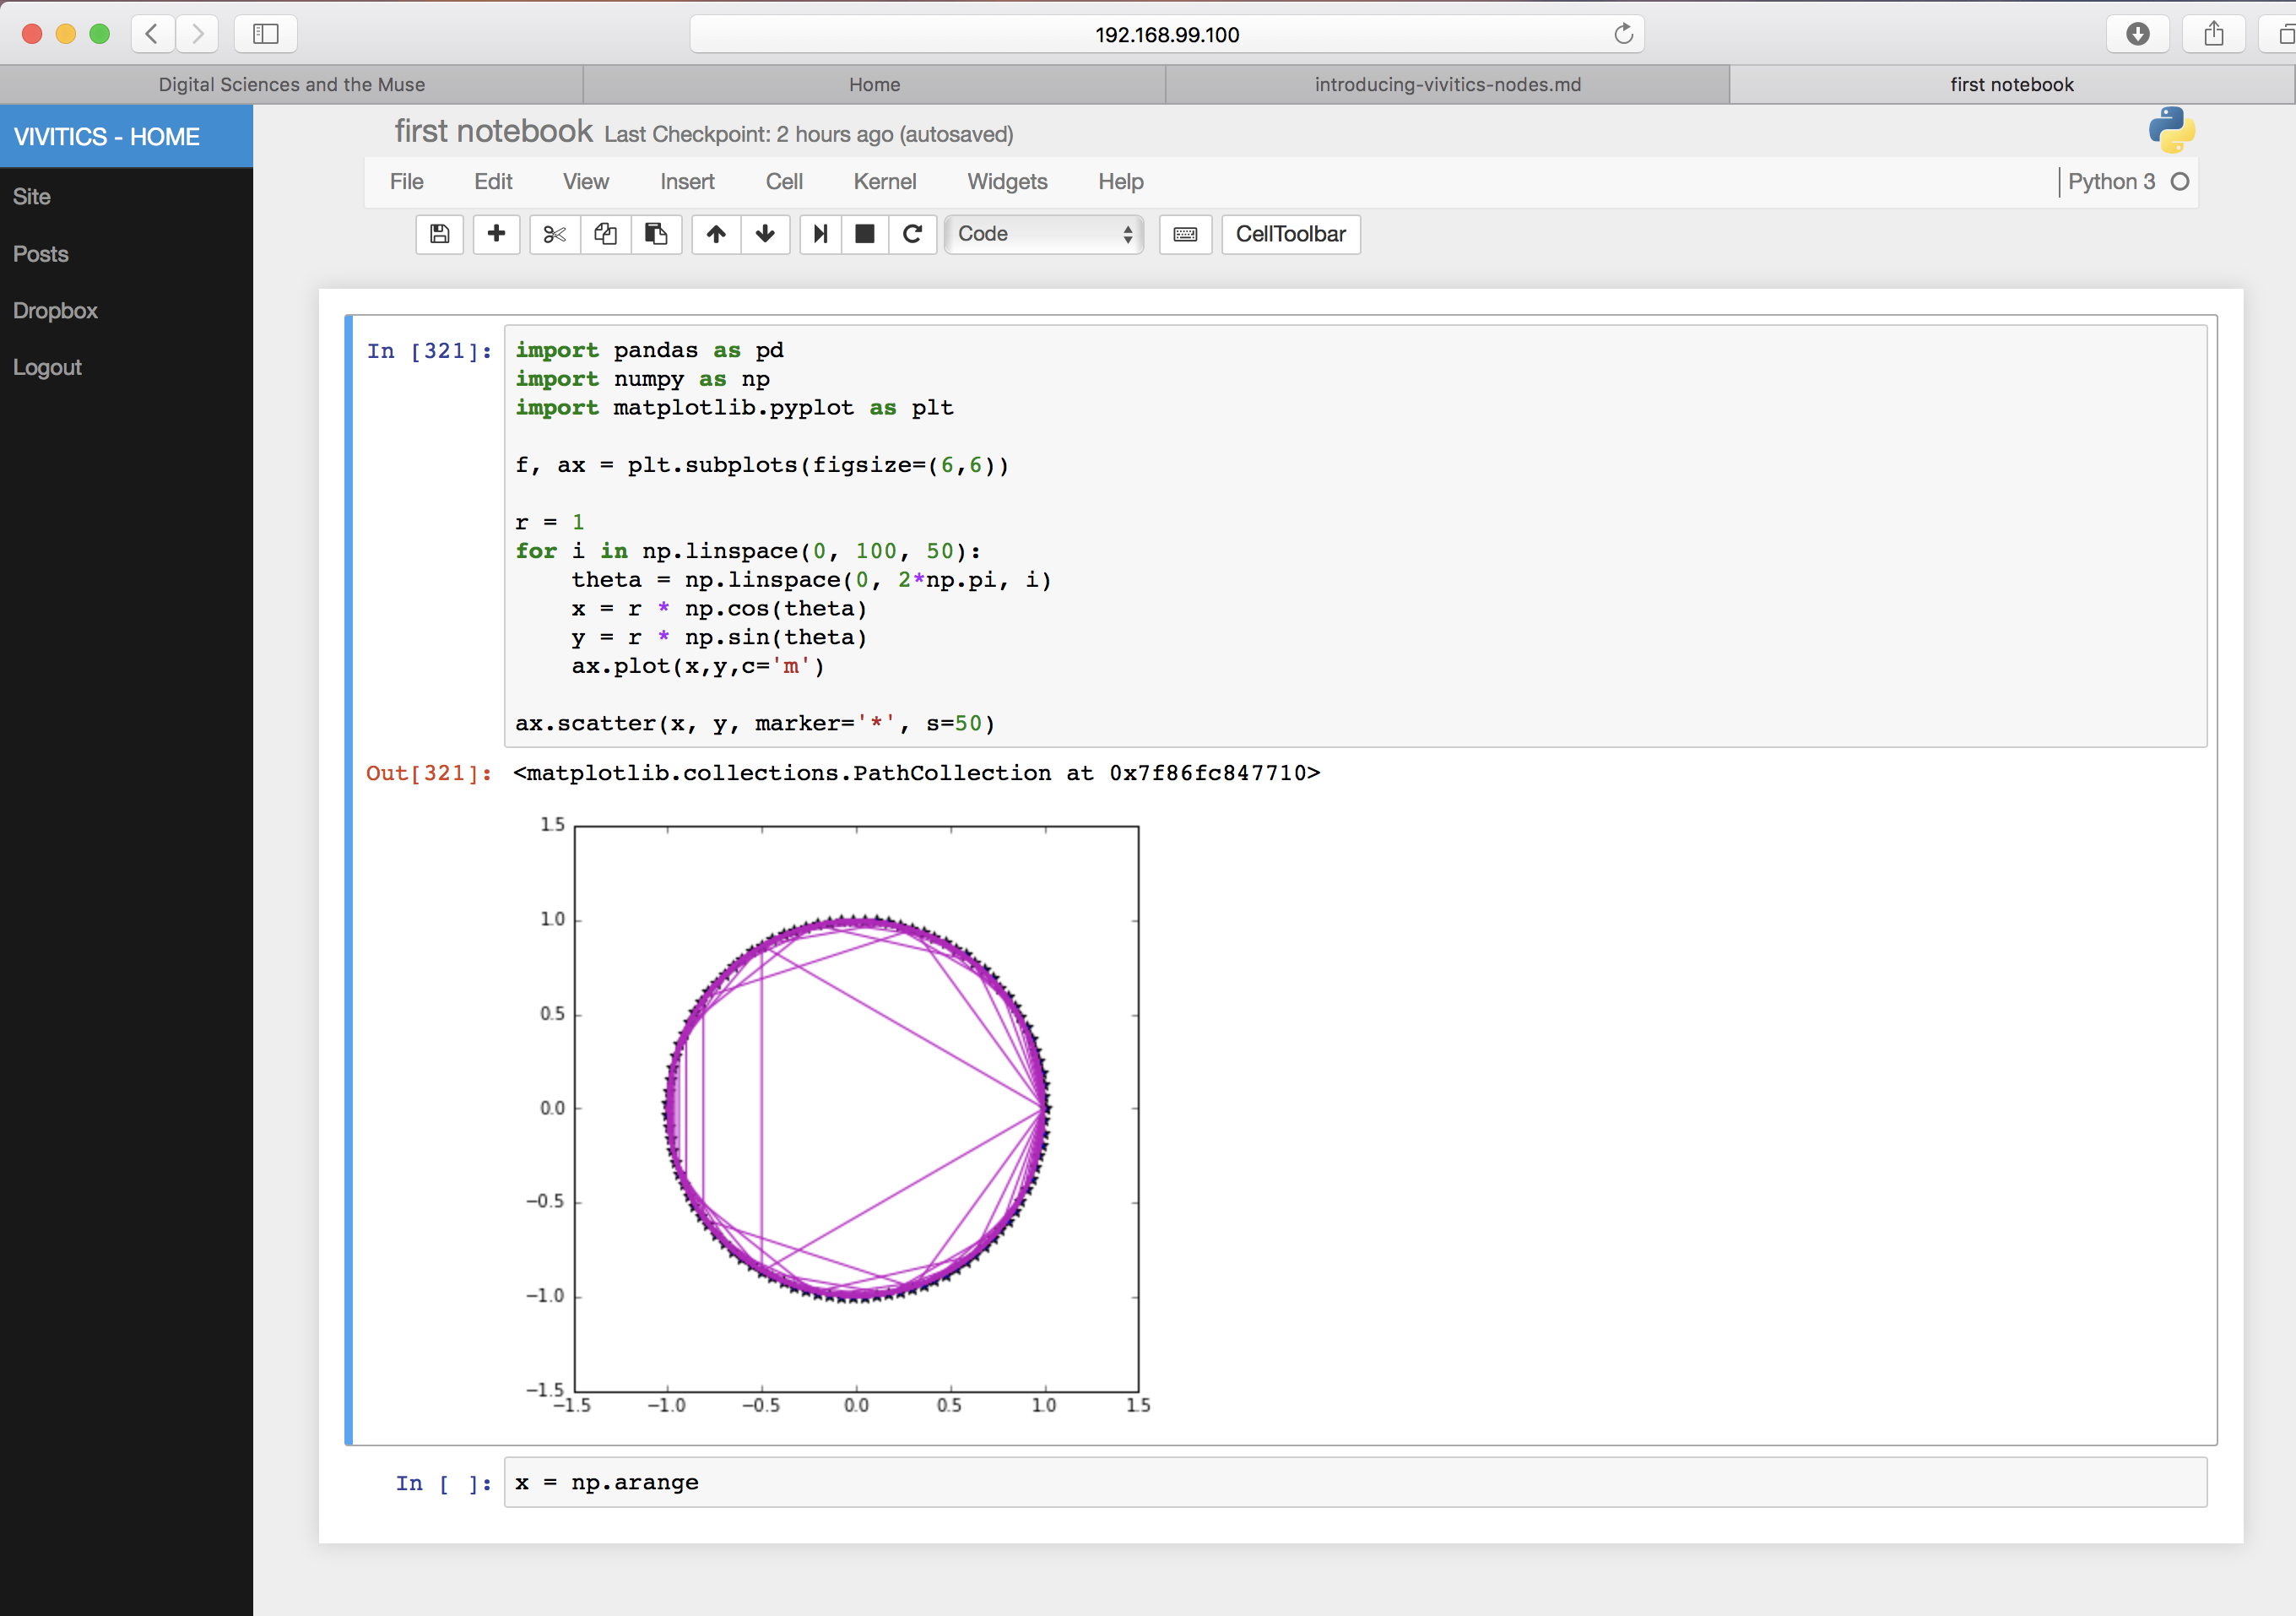 192.168.99.100
Digital Sciences and the Muse
Home
introducing-vivitics-nodes.md
first notebook
VIVITICS - HOME
Site
Posts
Dropbox
Logout
first notebook Last Checkpoint: 2 hours ago (autosaved)
File Edit View Insert Cell Kernel Widgets Help
Python 3
Code
CellToolbar
In [321]:
import pandas as pd
import numpy as np
import matplotlib.pyplot as plt
f, ax = plt.subplots(figsize=(6,6))
r = 1
for i in np.linspace(0, 100, 50):
    theta = np.linspace(0, 2*np.pi, i)
    x = r * np.cos(theta)
    y = r * np.sin(theta)
    ax.plot(x,y,c='m')
ax.scatter(x, y, marker='*', s=50)
Out[321]: <matplotlib.collections.PathCollection at 0x7f86fc847710>
1.5
1.0
0.5
0.0
−0.5
−1.0
−1.5
−1.5 −1.0 −0.5 0.0 0.5 1.0 1.5
In [ ]: x = np.arange